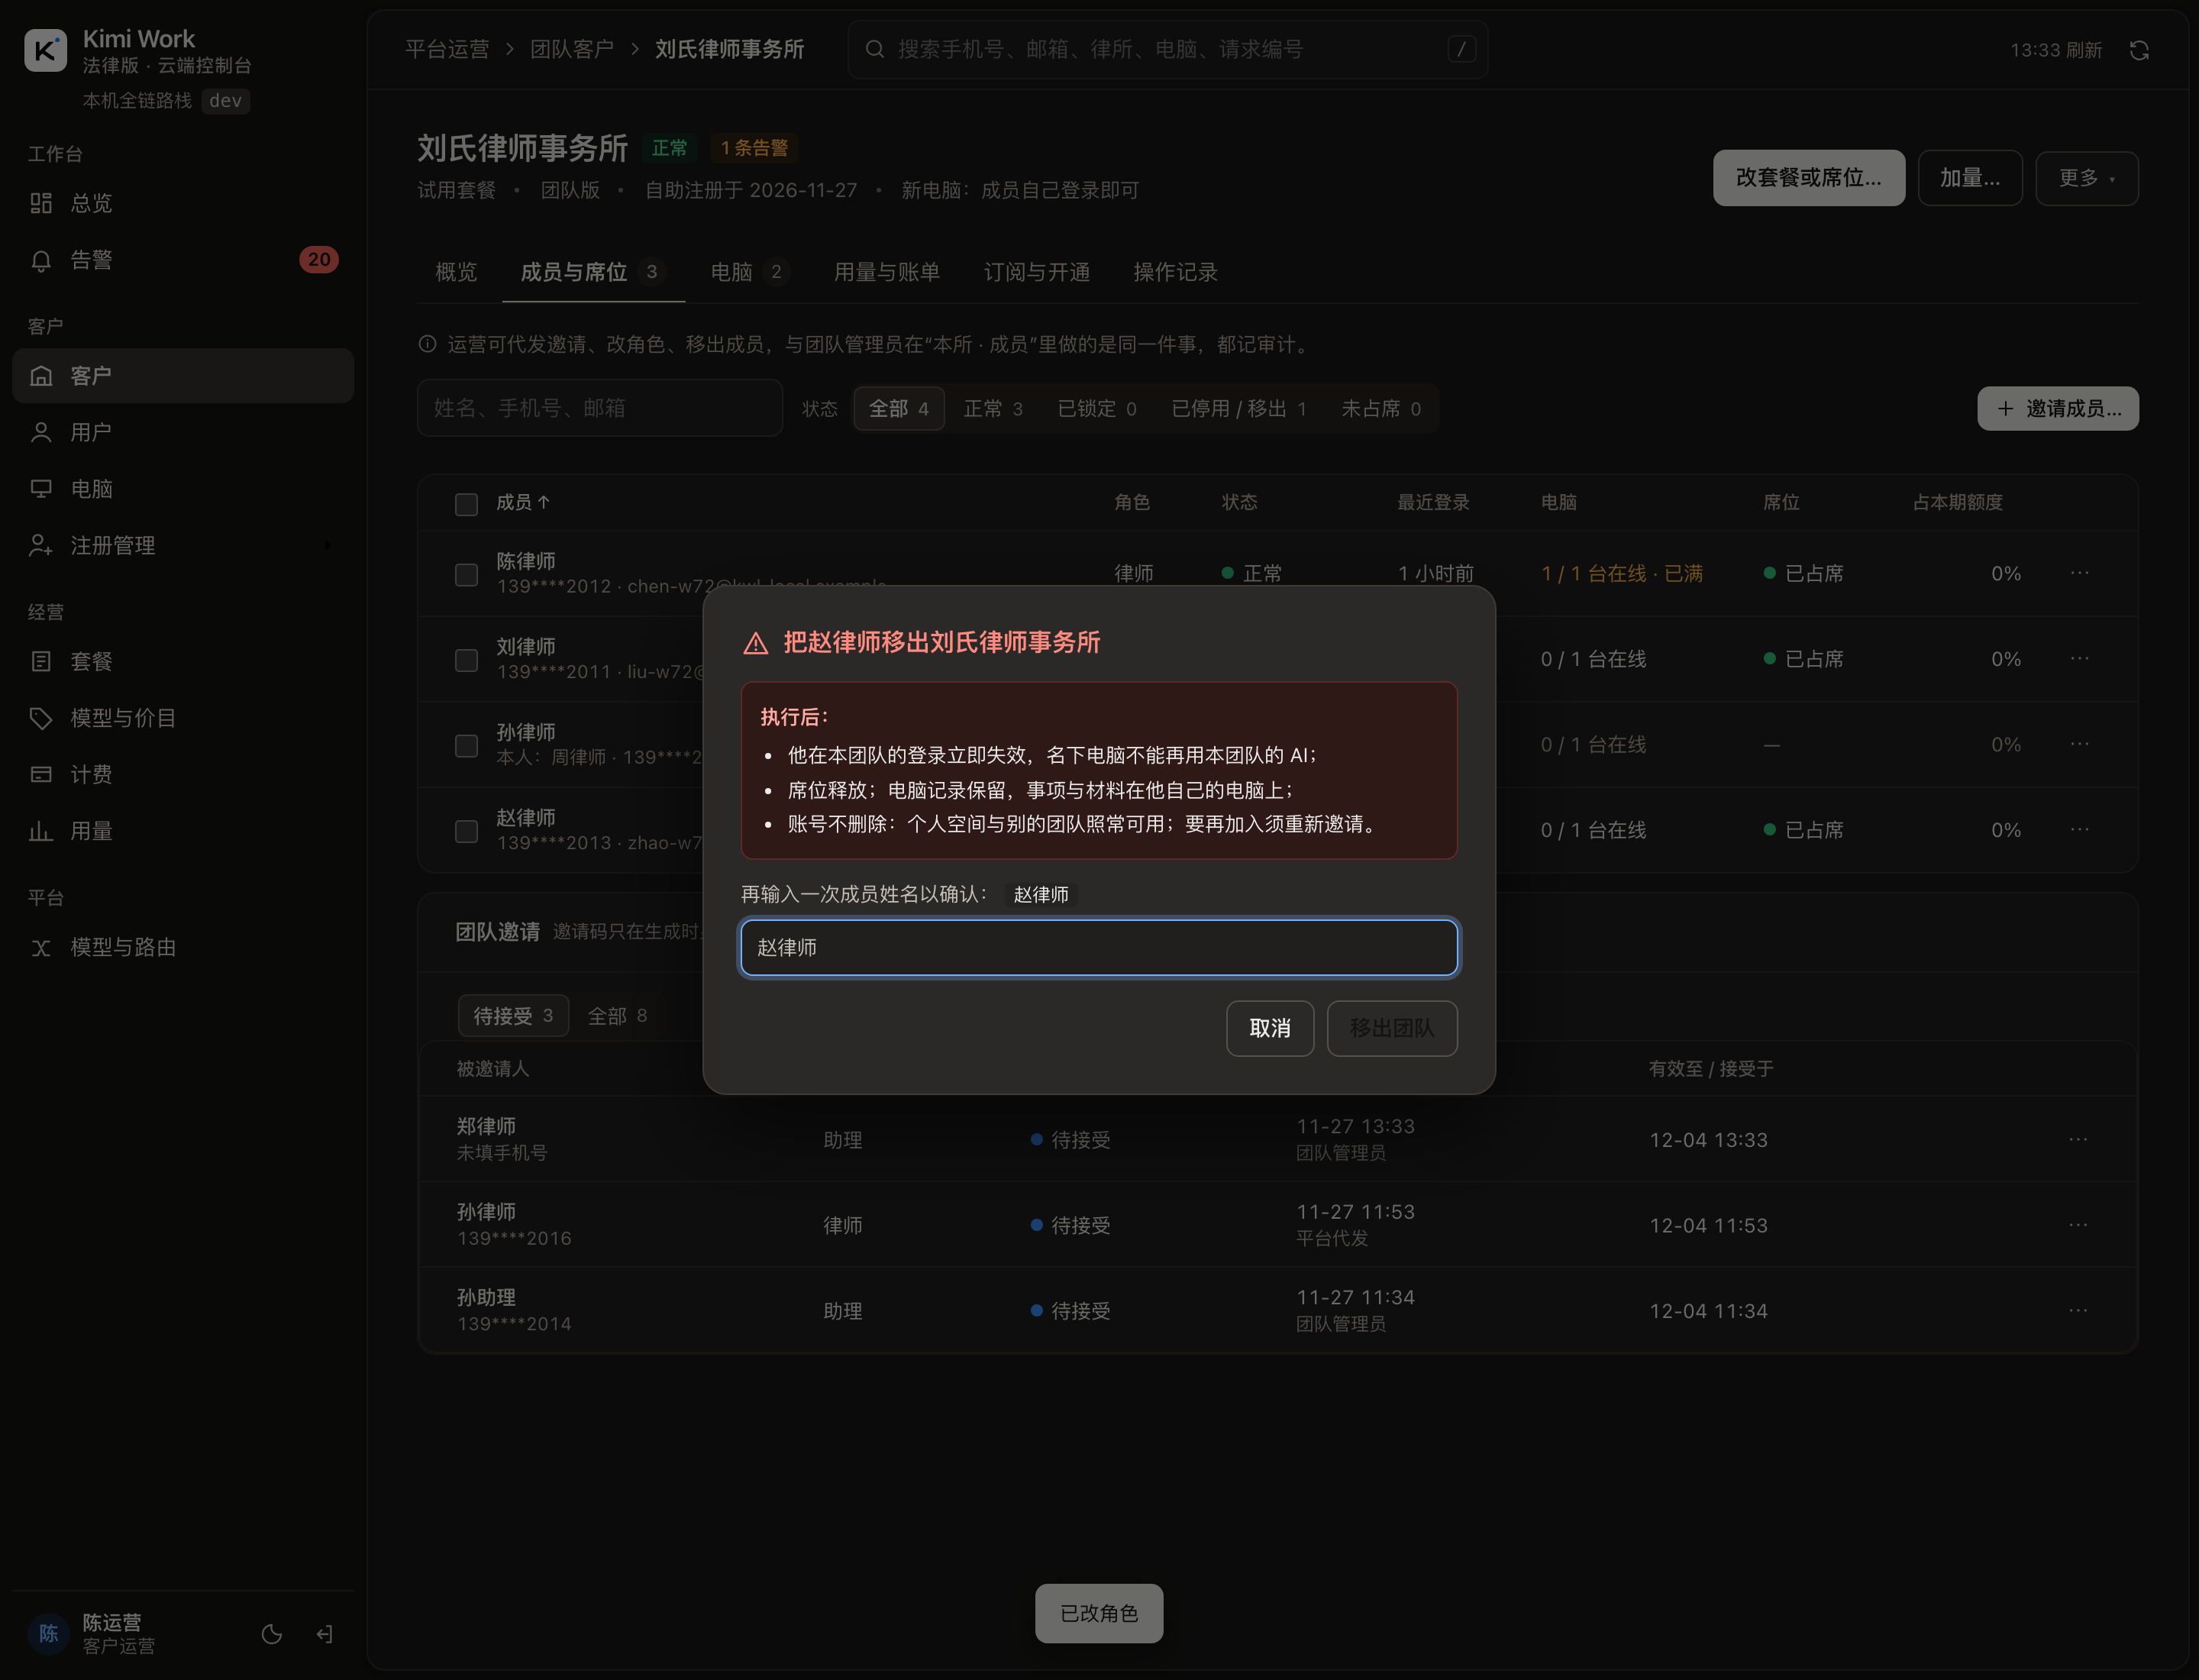 Kimi Work
法律版 · 云端控制台
本机全链路栈 dev
工作台
总览
告警 20
客户
客户
用户
电脑
注册管理
经营
套餐
模型与价目
计费
用量
平台
模型与路由
陈 陈运营
客户运营
平台运营 > 团队客户 > 刘氏律师事务所
搜索手机号、邮箱、律所、电脑、请求编号 /
13:33 刷新
刘氏律师事务所 正常 1 条告警
试用套餐 • 团队版 • 自助注册于 2026-11-27 • 新电脑：成员自己登录即可
改套餐或席位... 加量... 更多
概览 成员与席位 3 电脑 2 用量与账单 订阅与开通 操作记录
运营可代发邀请、改角色、移出成员，与团队管理员在“本所 · 成员”里做的是同一件事，都记审计。
姓名、手机号、邮箱 状态 全部 4 正常 3 已锁定 0 已停用 / 移出 1 未占席 0 + 邀请成员...
成员 ↑ 角色 状态 最近登录 电脑 席位 占本期额度
陈律师
139****2012 · chen-w72@kwl-local.example 律师 正常 1 小时前 1 / 1 台在线 · 已满 已占席 0% ...
刘律师
139****2011 · liu-w72@ 0 / 1 台在线 已占席 0% ...
孙律师
本人：周律师 · 139****2 0 / 1 台在线 — 0% ...
赵律师
139****2013 · zhao-w7 0 / 1 台在线 已占席 0% ...
把赵律师移出刘氏律师事务所
执行后：
• 他在本团队的登录立即失效，名下电脑不能再用本团队的 AI；
• 席位释放；电脑记录保留，事项与材料在他自己的电脑上；
• 账号不删除：个人空间与别的团队照常可用；要再加入须重新邀请。
再输入一次成员姓名以确认： 赵律师
赵律师
取消 移出团队
团队邀请 邀请码只在生成时
待接受 3 全部 8
被邀请人 有效至 / 接受于
郑律师
未填手机号 助理 待接受 11-27 13:33 团队管理员 12-04 13:33 ...
孙律师
139****2016 律师 待接受 11-27 11:53 平台代发 12-04 11:53 ...
孙助理
139****2014 助理 待接受 11-27 11:34 团队管理员 12-04 11:34 ...
已改角色